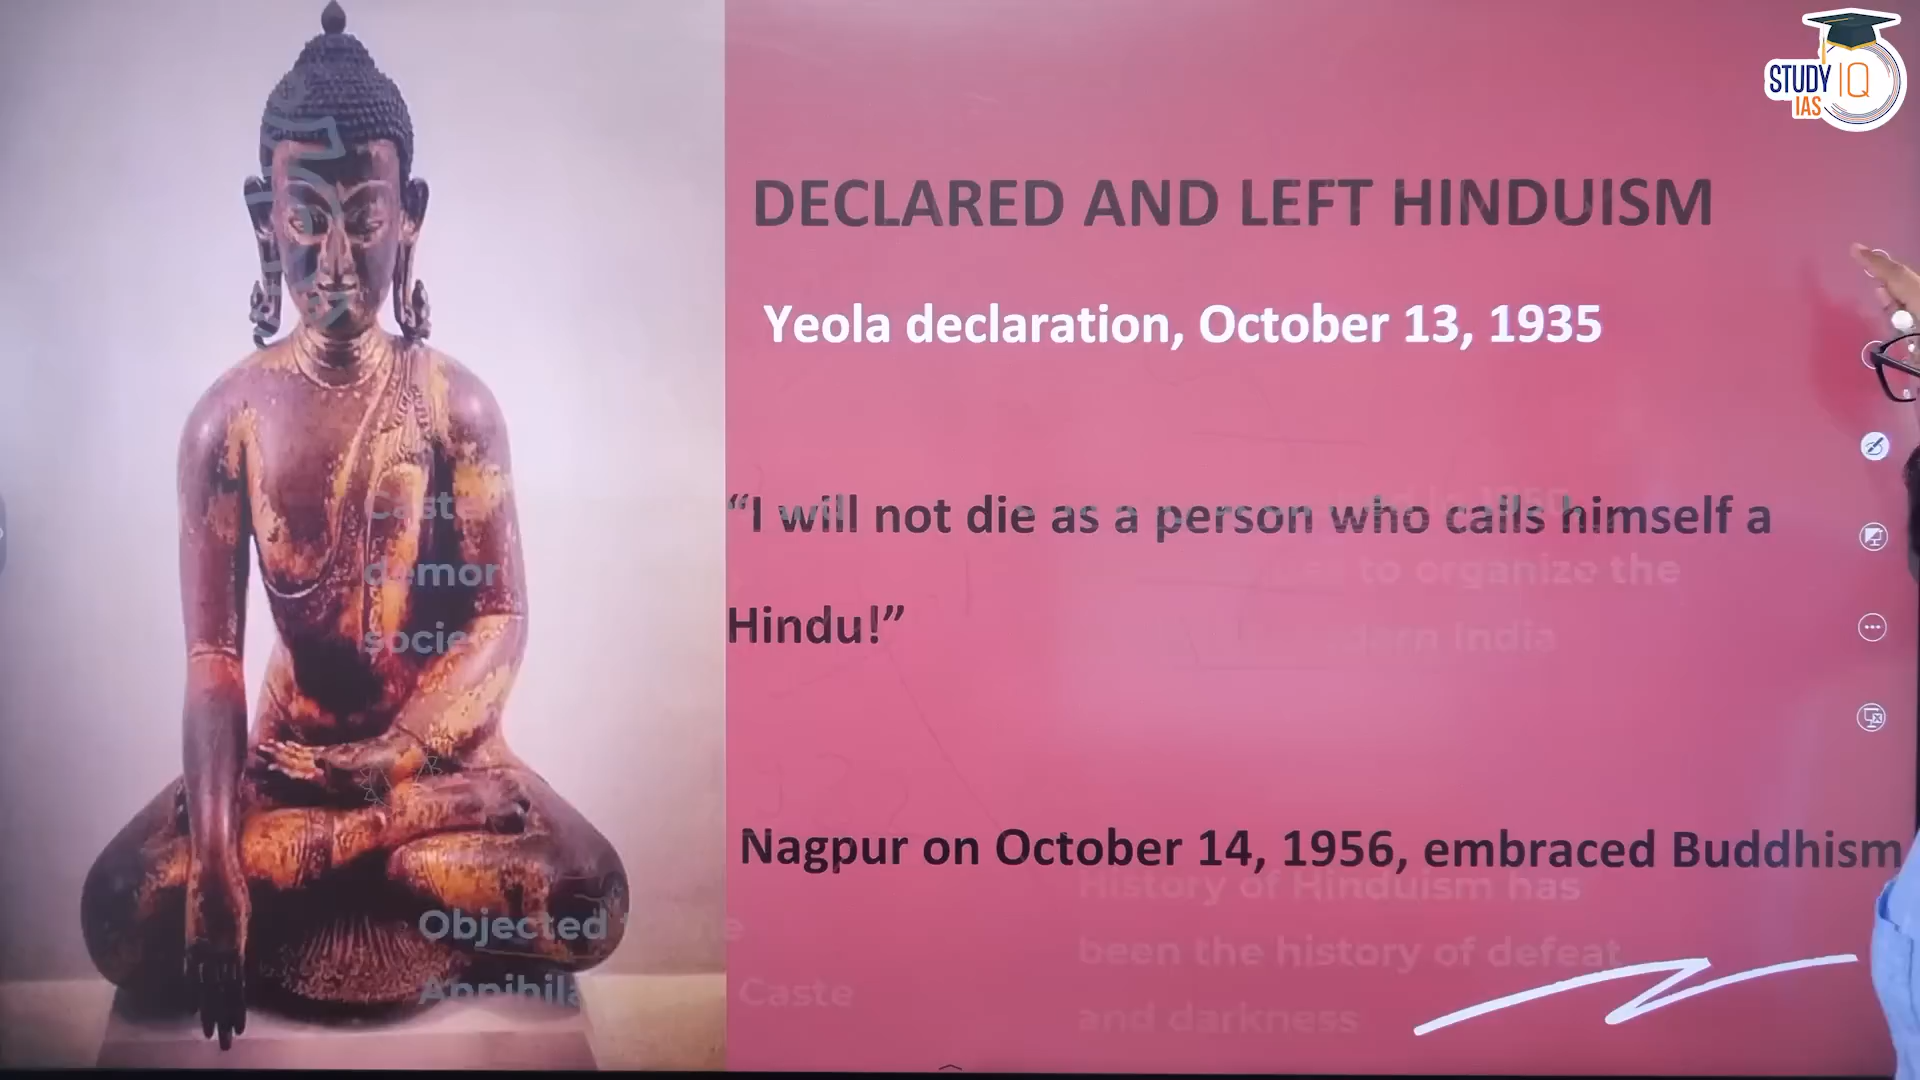 STUDY IQ
IAS
DECLARED AND LEFT HINDUISM
Yeola declaration, October 13, 1935
“I will not die as a person who calls himself a
to organize the
Hindu!”
India
Nagpur on October 14, 1956, embraced Buddhism
History of Hinduism has
Objected
been the history of defeat
Caste
and darkness